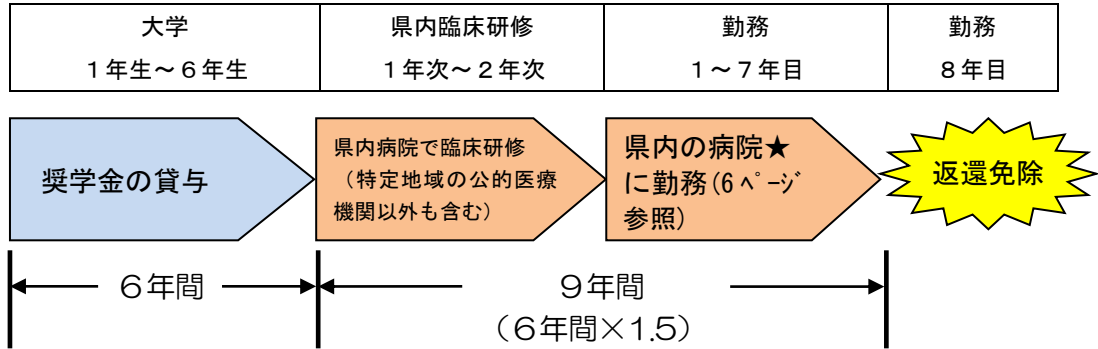 大学
1年生~6年生
県内臨床研修
1年次~2年次
勤務
1~7年目
勤務
8年目
奨学金の貸与
県内病院で臨床研修
(特定地域の公的医療
機関以外も含む)
県内の病院★
に勤務(6ﾍﾟｰｼﾞ
参照)
返還免除
6年間
9年間
(6年間×1.5)